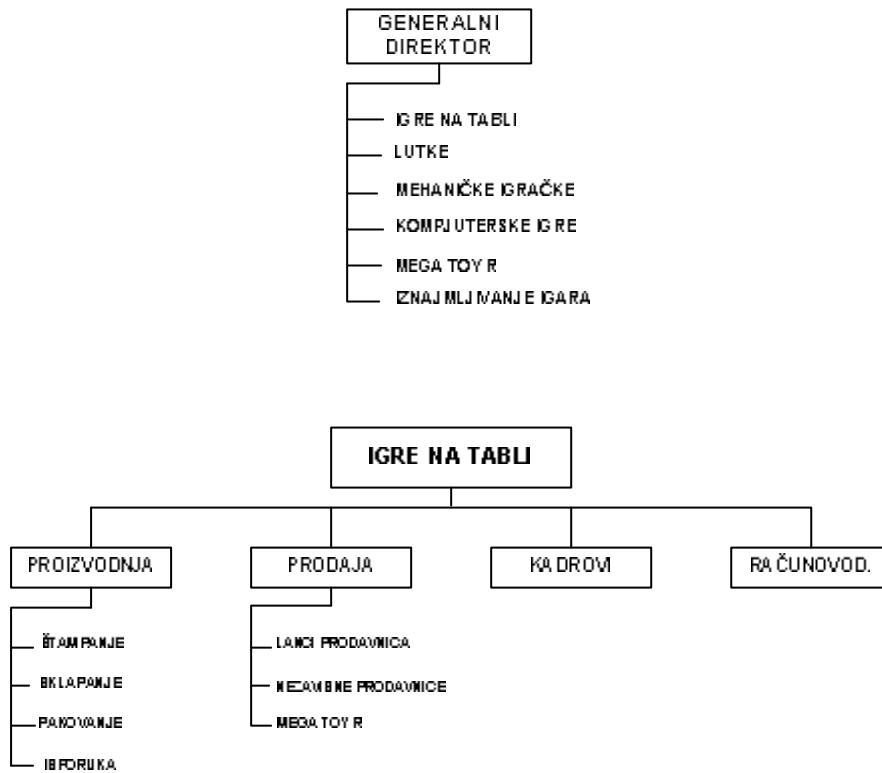 GENERALNI
DIREKTOR
IGRE NA TABLI
LUTKE
MEHANIČKE IGRAČKE
KOMPJUTERSKE IGRE
MEGA TOY R
IZNAJMLJIVANJE IGARA
IGRE NA TABLI
PROIZVODNJA
PRODAJA
KADROVI
RAČUNOVOD.
ŠTAMPANJE
SKLAPANJE
PAKOVANJE
ISPORUKA
LANCI PRODAVNICA
NEZAVISNE PRODAVNICE
MEGA TOY R